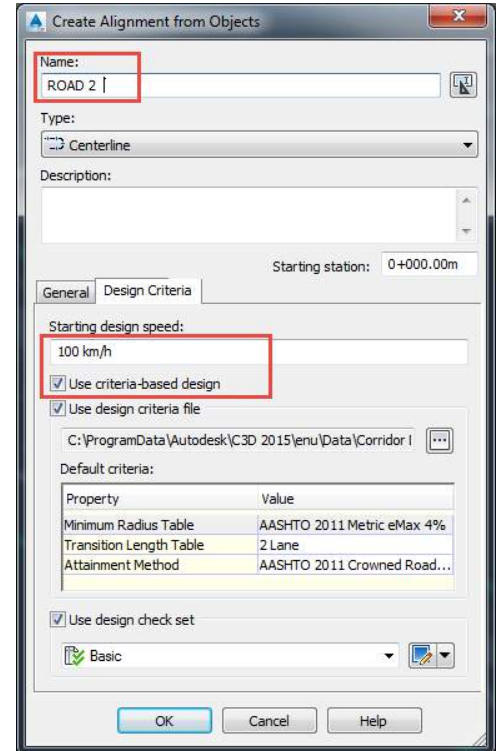 Create Alignment from Objects
Name:
ROAD 2
Type:
Centerline
Description:
Starting station: 0+000.00m
General Design Criteria
Starting design speed:
100 km/h
Use criteria-based design
Use design criteria file
C:\ProgramData\Autodesk\C3D 2015\enu\Data\Corridor
Default criteria:
Property Value
Minimum Radius Table AASHTO 2011 Metric eMax 4%
Transition Length Table 2 Lane
Attainment Method AASHTO 2011 Crowned Road...
Use design check set
Basic
OK Cancel Help